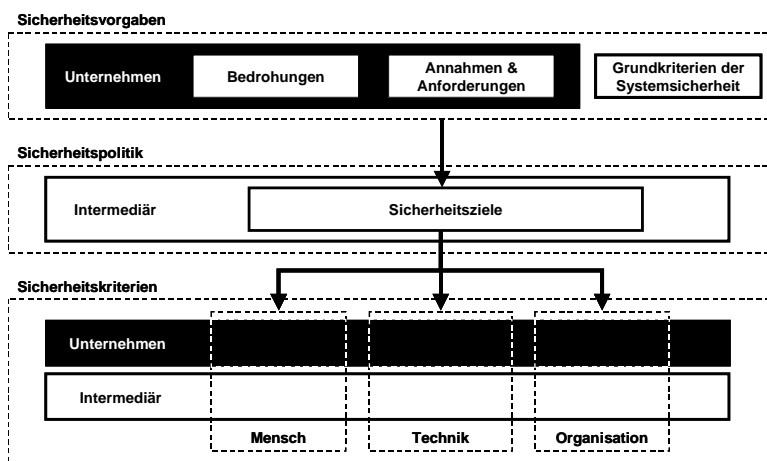 Sicherheitsvorgaben
Unternehmen
Bedrohungen
Annahmen &
Anforderungen
Grundkriterien der
Systemsicherheit
Sicherheitspolitik
Intermediär
Sicherheitsziele
Sicherheitskriterien
Unternehmen
Intermediär
Mensch
Technik
Organisation